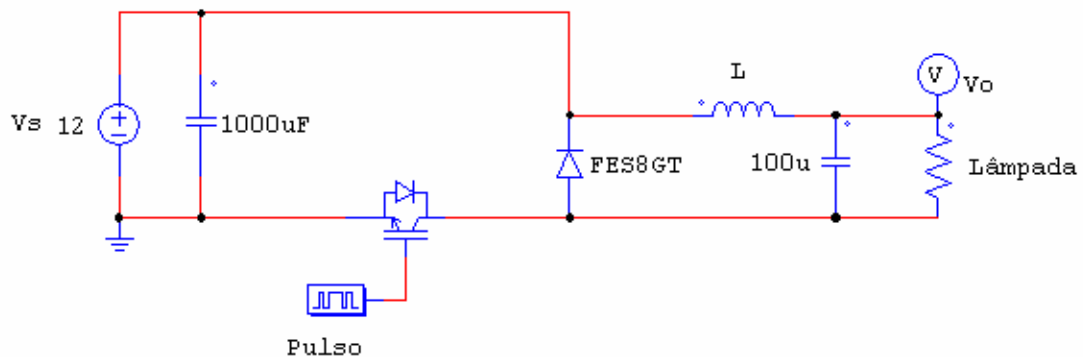 L
V
Vo
Vs 12
1000uF
FES8GT
100u
Lâmpada
Pulso